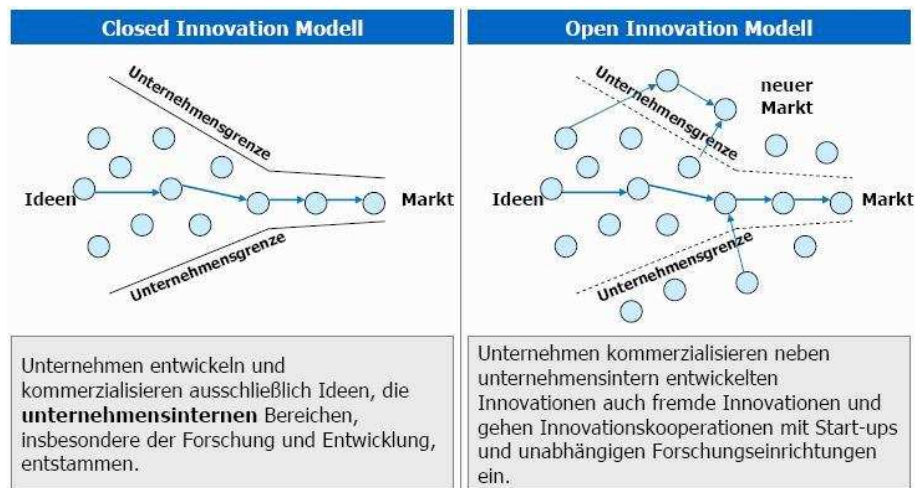 Closed Innovation Modell
Unternehmensgrenze
Ideen
Markt
Unternehmensgrenze
Unternehmen entwickeln und
kommerzialisieren ausschließlich Ideen, die
unternehmensinternen Bereichen,
insbesondere der Forschung und Entwicklung,
entstammen.
Open Innovation Modell
Unternehmensgrenze
neuer
Markt
Ideen
Markt
Unternehmensgrenze
Unternehmen kommerzialisieren neben
unternehmensintern entwickelten
Innovationen auch fremde Innovationen und
gehen Innovationskooperationen mit Start-ups
und unabhängigen Forschungseinrichtungen
ein.